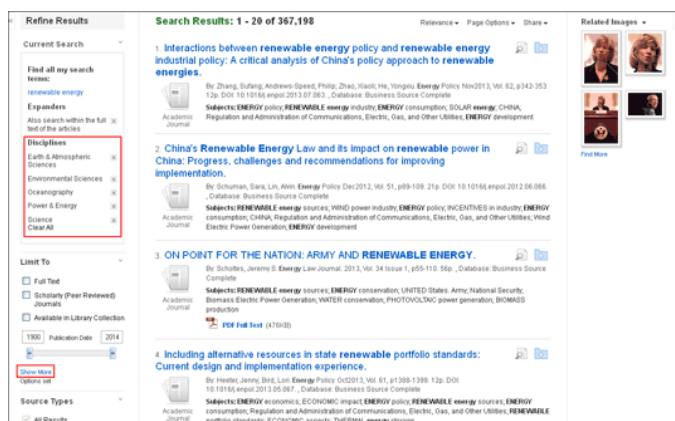 Refine Results
Current Search
Find all my search
terms:
renewable energy
Expanders
Also search within the full
text of the articles
Disciplines
Earth & Atmospheric
Sciences
Environmental Sciences
Oceanography
Power & Energy
Science
Clear All
Limit To
Full Text
Scholarly (Peer Reviewed)
Journals
Available in Library Collection
1900 Publication Date 2014
Show More
Options set
Source Types
All Results
Search Results: 1 - 20 of 367,198
Relevance Page Options Share
1. Interactions between renewable energy policy and renewable energy
industrial policy: A critical analysis of China's policy approach to renewable
energies.
Academic
Journal
By: Zhang, Sufang; Andrews-Speed, Philip; Zhao, Xiaoli; He, Yongxiu. Energy Policy. Nov2013, Vol. 62, p342-353.
12p. DOI: 10.1016/j.enpol.2013.07.063. , Database: Business Source Complete
Subjects: ENERGY policy; RENEWABLE energy industry; ENERGY consumption; SOLAR energy; CHINA;
Regulation and Administration of Communications, Electric, Gas, and Other Utilities; ENERGY development
2. China's Renewable Energy Law and its impact on renewable power in
China: Progress, challenges and recommendations for improving
implementation.
Academic
Journal
By: Schuman, Sara; Lin, Alvin. Energy Policy. Dec2012, Vol. 51, p89-109. 21p. DOI: 10.1016/j.enpol.2012.06.066.
, Database: Business Source Complete
Subjects: RENEWABLE energy sources; WIND power industry; ENERGY policy; INCENTIVES in industry; ENERGY
consumption; CHINA; Regulation and Administration of Communications, Electric, Gas, and Other Utilities; Wind
Electric Power Generation; ENERGY development
3. ON POINT FOR THE NATION: ARMY AND RENEWABLE ENERGY.
Academic
Journal
By: Scholtes, Jeremy S. Energy Law Journal. 2013, Vol. 34 Issue 1, p55-110. 56p. , Database: Business Source
Complete
Subjects: RENEWABLE energy sources; ENERGY conservation; UNITED States. Army; National Security;
Biomass Electric Power Generation; WATER conservation; PHOTOVOLTAIC power generation; BIOMASS
production
PDF Full Text (476KB)
4. Including alternative resources in state renewable portfolio standards:
Current design and implementation experience.
Academic
Journal
By: Heeter, Jenny; Bird, Lori. Energy Policy. Oct2013, Vol. 61, p1388-1399. 12p. DOI:
10.1016/j.enpol.2013.05.067. , Database: Business Source Complete
Subjects: ENERGY economics; ECONOMIC impact; ENERGY policy; RENEWABLE energy sources; ENERGY
consumption; Regulation and Administration of Communications, Electric, Gas, and Other Utilities; RENEWABLE
Related Images
Find More